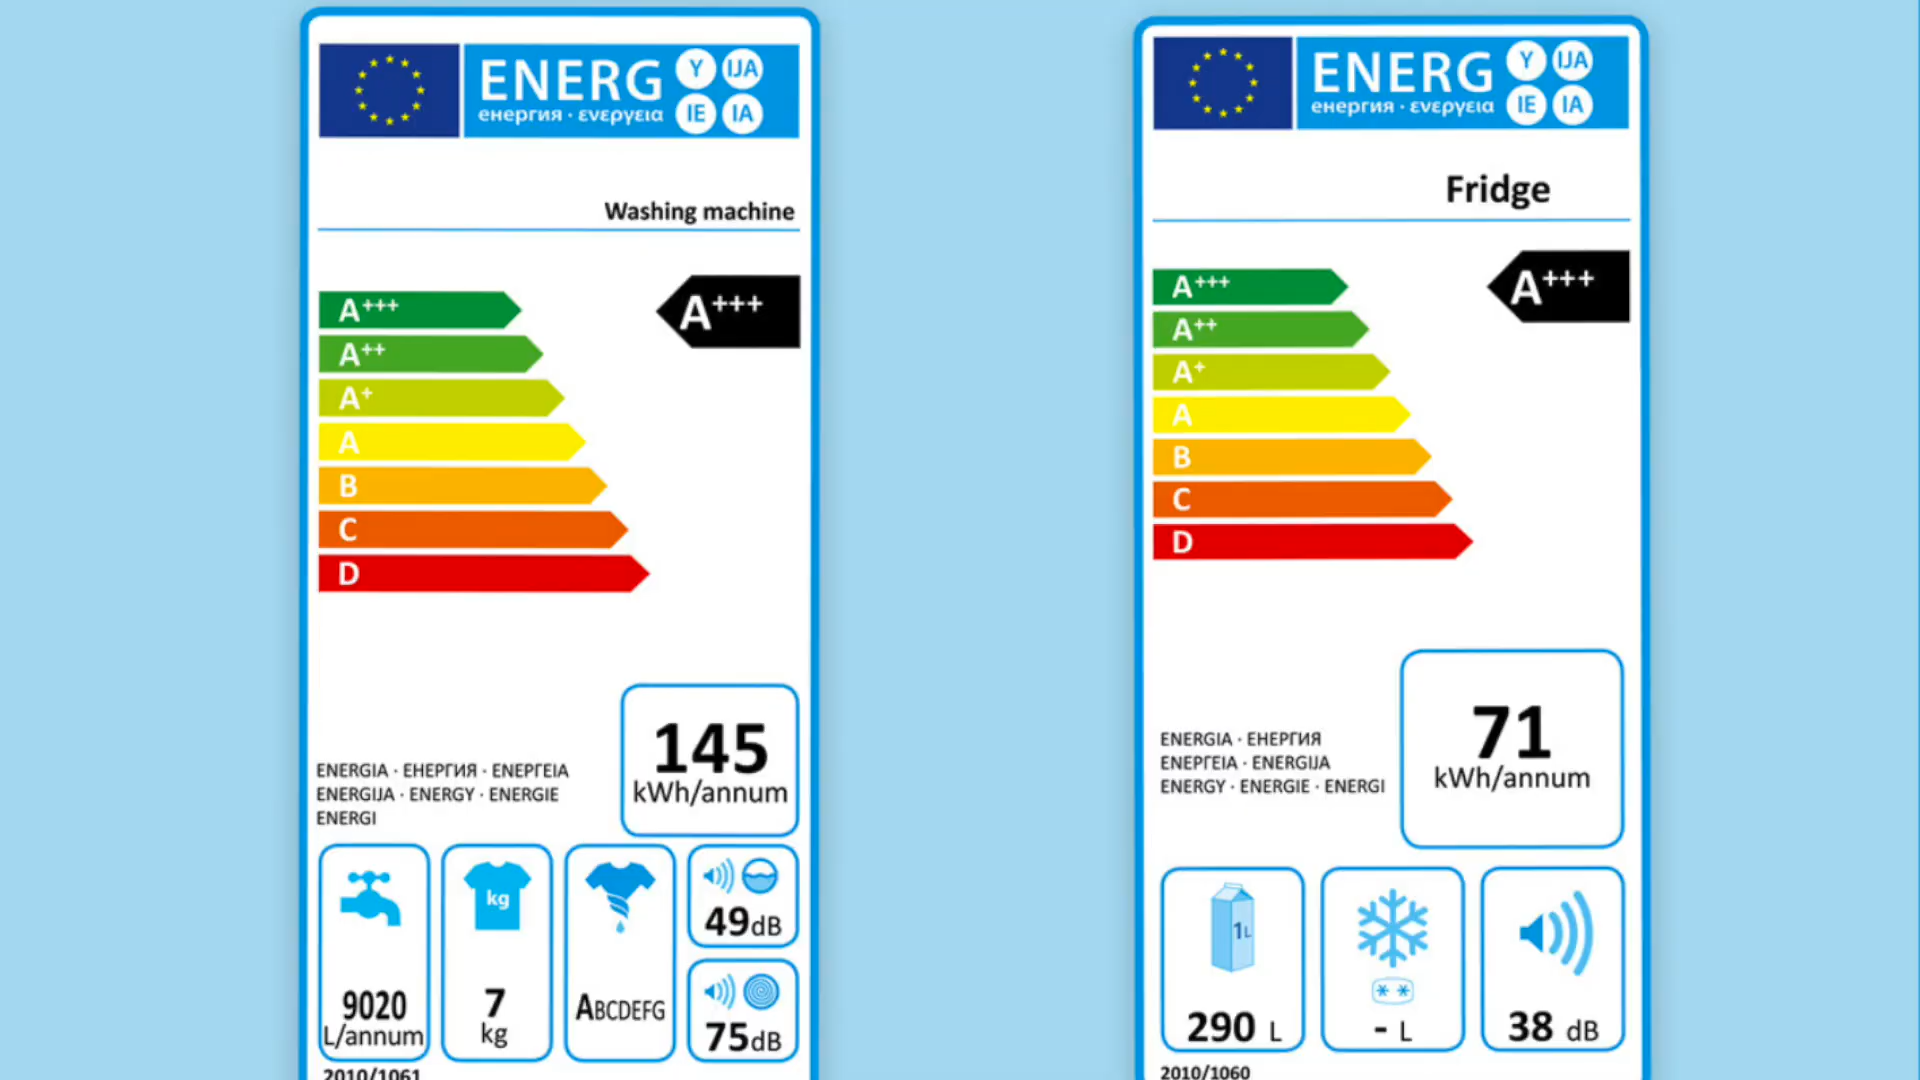 ENERG Y IJA
енергия · ενεργεια IE IA
Washing machine
A+++
A+++
A++
A+
A
B
C
D
145
kWh/annum
ENERGIA · ЕНЕРГИЯ · ΕΝΕΡΓΕΙΑ
ENERGIJA · ENERGY · ENERGIE
ENERGI
9020
L/annum
kg
7
kg
ABCDEFG
49dB
75dB
2010/1061
ENERG Y IJA
енергия · ενεργεια IE IA
Fridge
A+++
A+++
A++
A+
A
B
C
D
71
kWh/annum
ENERGIA · ЕНЕРГИЯ
ΕΝΕΡΓΕΙΑ · ENERGIJA
ENERGY · ENERGIE · ENERGI
1L
290 L
- L
38 dB
2010/1060